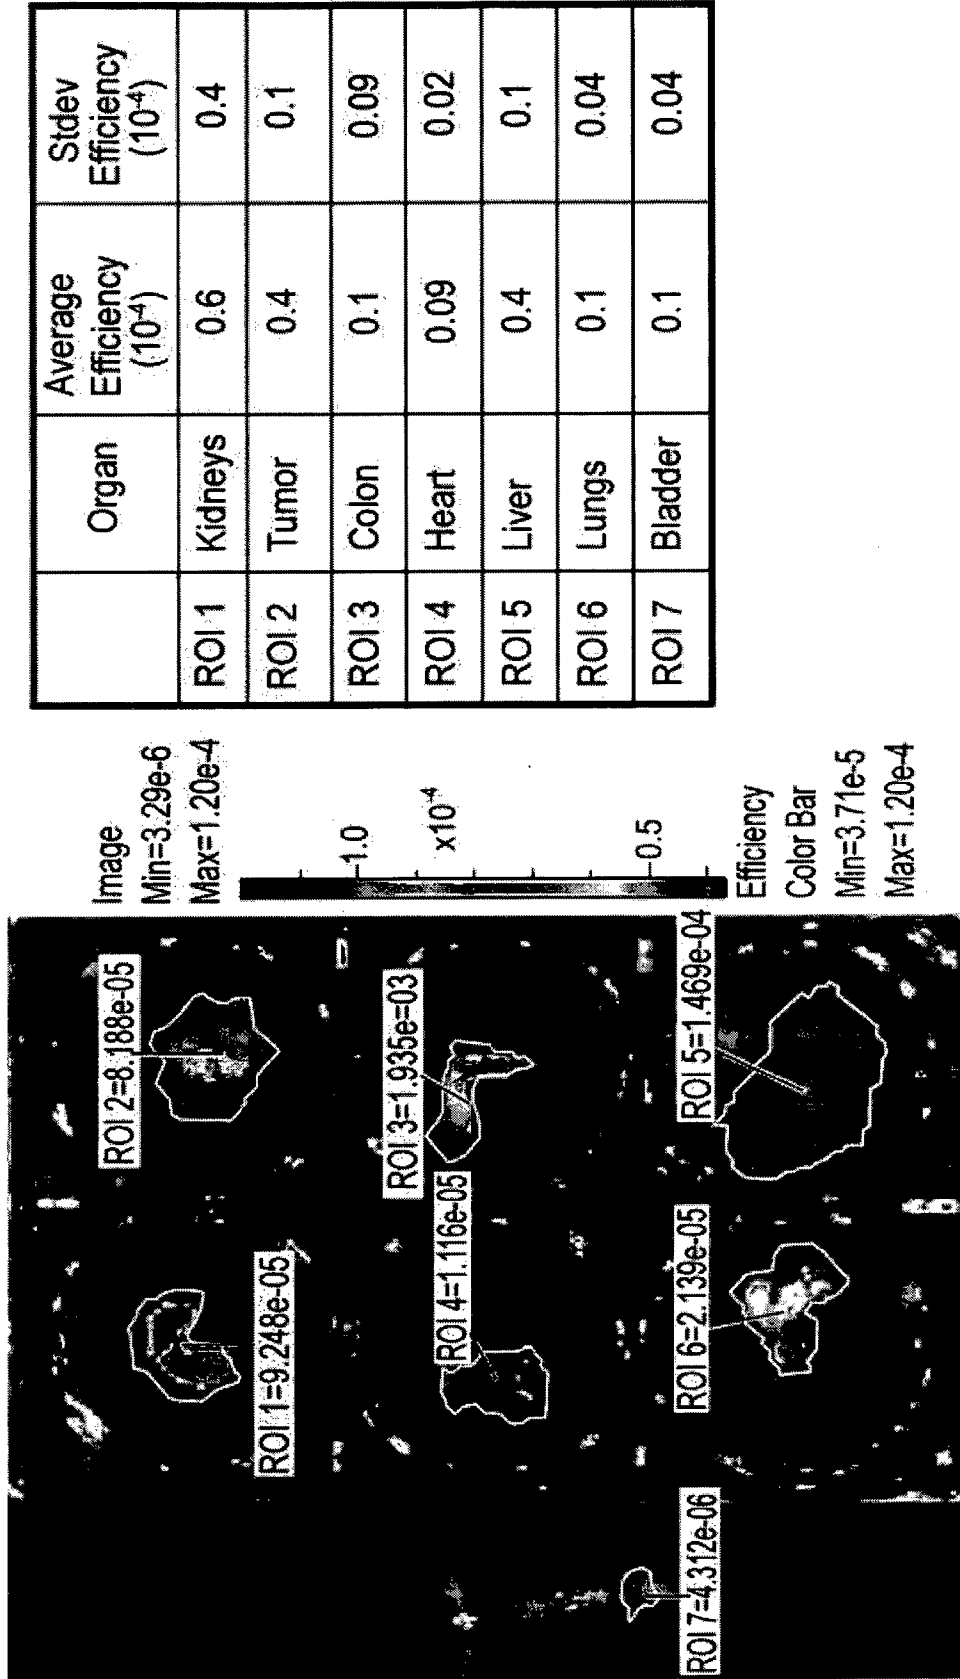 ROI 1=9.248e-05
ROI 2=8.188e-05
ROI 3=1.935e=03
ROI 4=1.116e-05
ROI 5=1.469e-04
ROI 6=2.139e-05
ROI 7=4.312e-06
Image
Min=3.29e-6
Max=1.20e-4
1.0
x10-4
0.5
Efficiency
Color Bar
Min=3.71e-5
Max=1.20e-4
Organ Average Efficiency (10-4) Stdev Efficiency (10-4)
ROI 1 Kidneys 0.6 0.4
ROI 2 Tumor 0.4 0.1
ROI 3 Colon 0.1 0.09
ROI 4 Heart 0.09 0.02
ROI 5 Liver 0.4 0.1
ROI 6 Lungs 0.1 0.04
ROI 7 Bladder 0.1 0.04